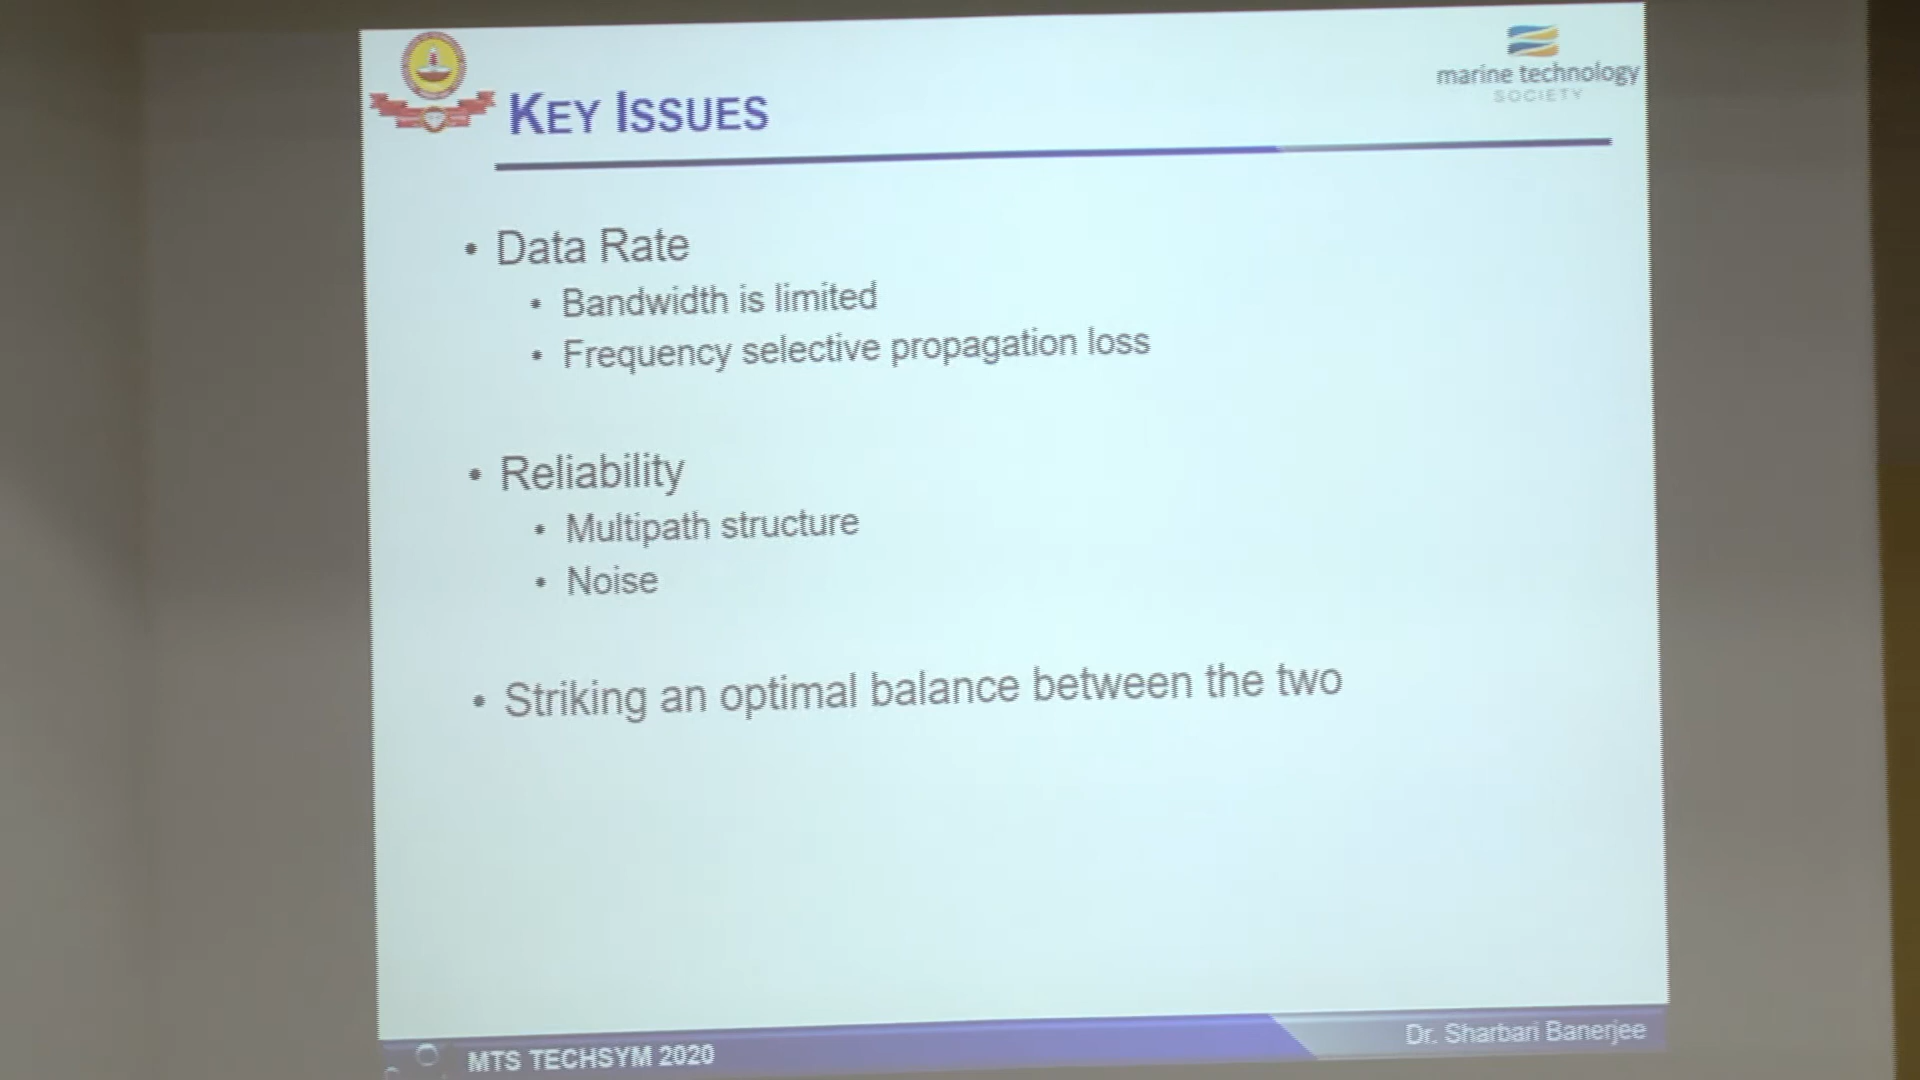 KEY ISSUES
marine technology
SOCIETY
• Data Rate
• Bandwidth is limited
• Frequency selective propagation loss
• Reliability
• Multipath structure
• Noise
• Striking an optimal balance between the two
MTS TECHSYM 2020
Dr. Sharbari Banerjee